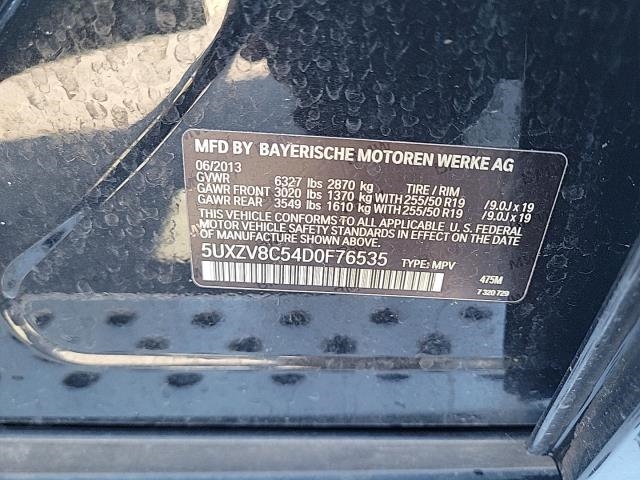 MFD BY BAYERISCHE MOTOREN WERKE AG
06/2013
GVWR 6327 lbs 2870 kg TIRE / RIM
GAWR FRONT 3020 lbs 1370 kg WITH 255/50 R19 /9.0J x 19
GAWR REAR 3549 lbs 1610 kg WITH 255/50 R19 /9.0J x 19
THIS VEHICLE CONFORMS TO ALL APPLICABLE U.S. FEDERAL
MOTOR VEHICLE SAFETY STANDARDS IN EFFECT ON THE DATE
OF MANUFACTURE SHOWN ABOVE.
5UXZV8C54D0F76535 TYPE: MPV
475M
7 320 729